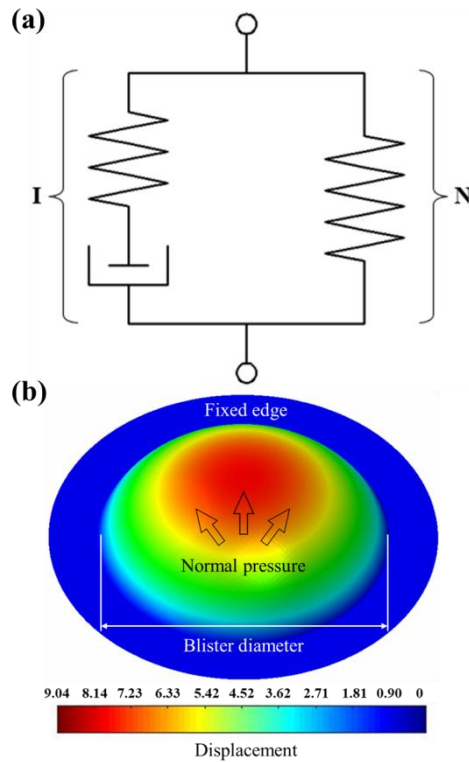 (a)
I
N
(b)
Fixed edge
Normal pressure
Blister diameter
9.04 8.14 7.23 6.33 5.42 4.52 3.62 2.71 1.81 0.90 0
Displacement